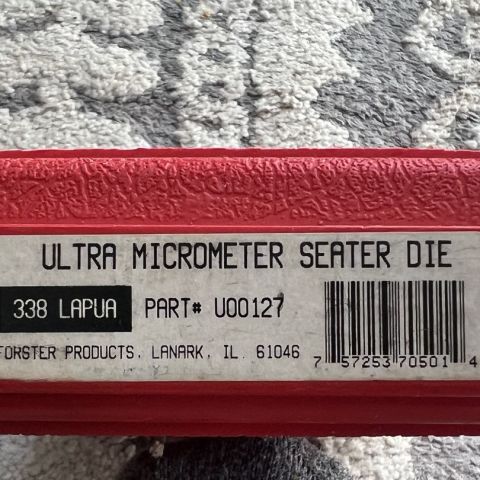 ULTRA MICROMETER SEATER DIE
338 LAPUA PART# U00127
FORSTER PRODUCTS, LANARK, IL. 61046
7 57253 70501 4